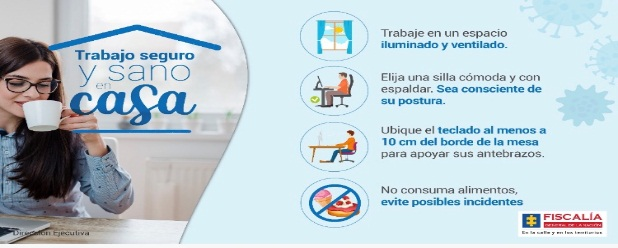 Trabajo seguro
y sano
en
casa
Dirección Ejecutiva
Trabaje en un espacio
iluminado y ventilado.
Elija una silla cómoda y con
espaldar. Sea consciente de
su postura.
Ubique el teclado al menos a
10 cm del borde de la mesa
para apoyar sus antebrazos.
No consuma alimentos,
evite posibles incidentes
FISCALÍA
GENERAL DE LA NACIÓN
En la calle y en los territorios